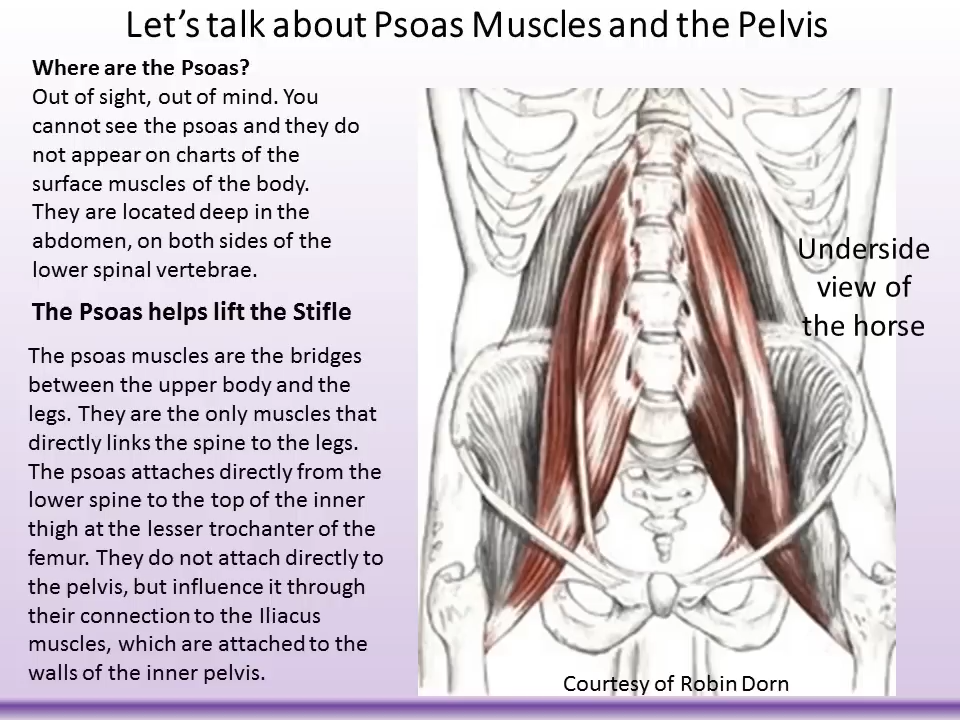 Let's talk about Psoas Muscles and the Pelvis
Where are the Psoas?
Out of sight, out of mind. You
cannot see the psoas and they do
not appear on charts of the
surface muscles of the body.
They are located deep in the
abdomen, on both sides of the
lower spinal vertebrae.
The Psoas helps lift the Stifle
The psoas muscles are the bridges
between the upper body and the
legs. They are the only muscles that
directly links the spine to the legs.
The psoas attaches directly from the
lower spine to the top of the inner
thigh at the lesser trochanter of the
femur. They do not attach directly to
the pelvis, but influence it through
their connection to the Iliacus
muscles, which are attached to the
walls of the inner pelvis.
Underside
view of
the horse
Courtesy of Robin Dorn